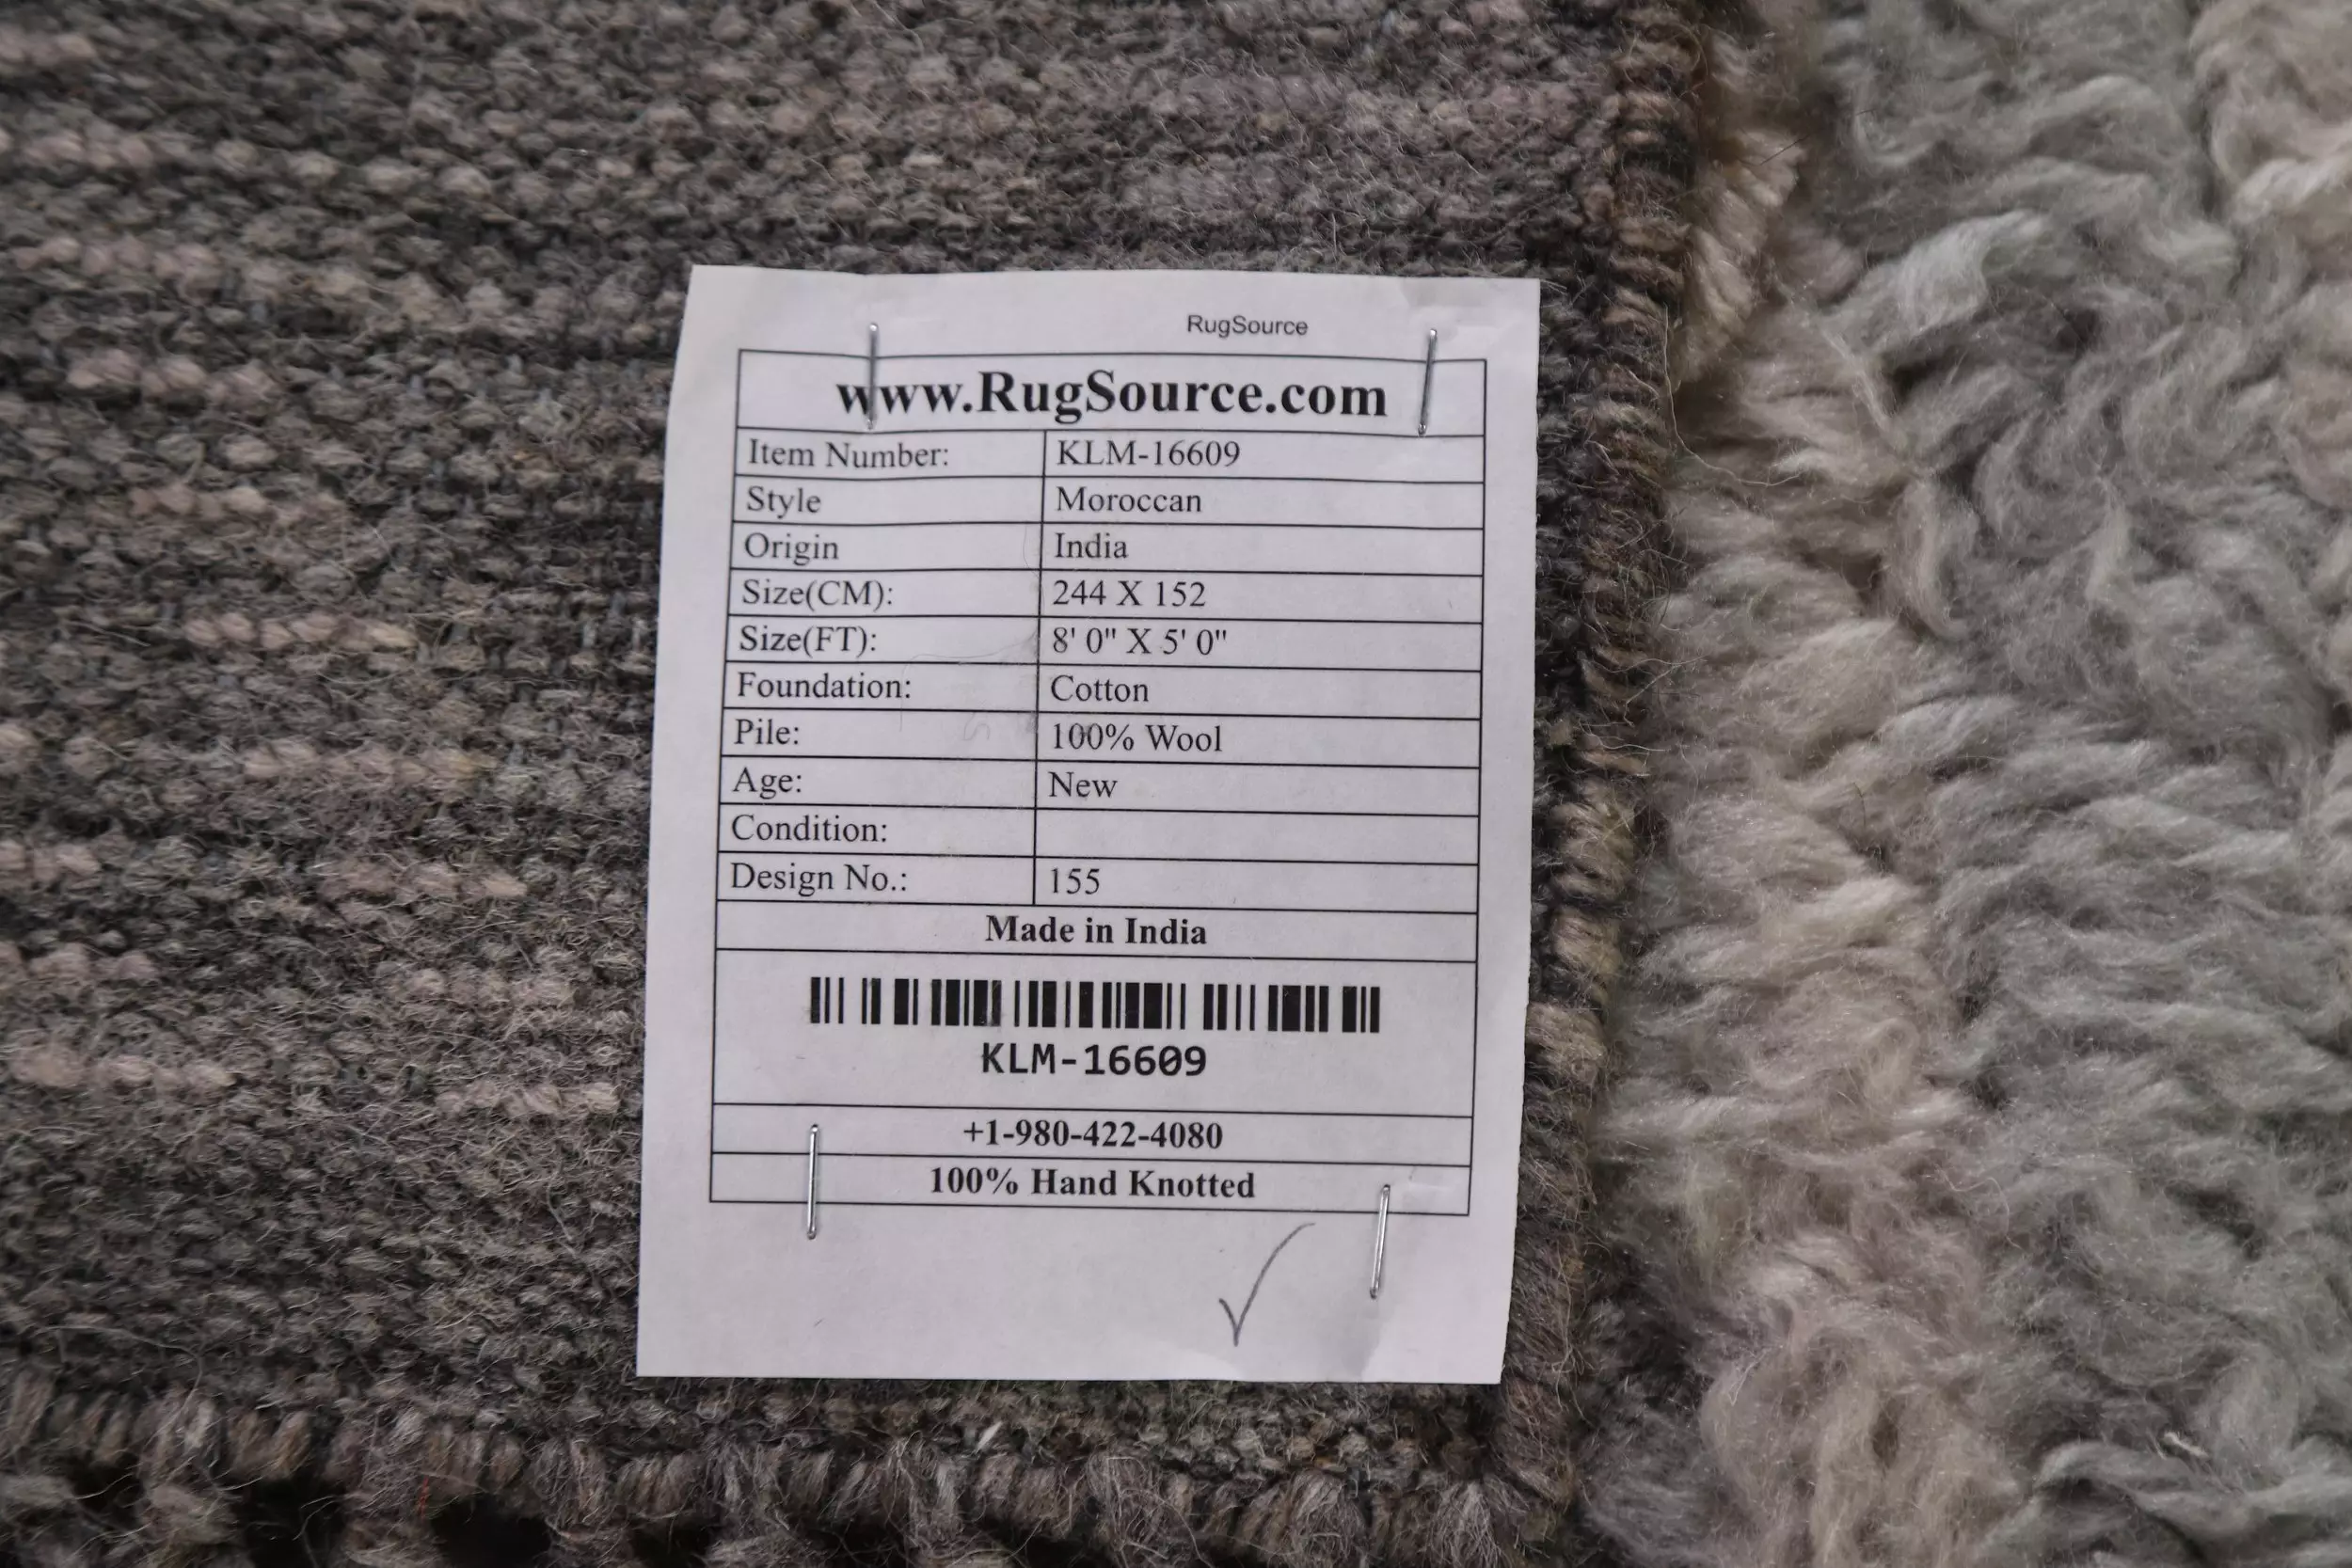 RugSource
www.RugSource.com
Item Number: KLM-16609
Style Moroccan
Origin India
Size(CM): 244 X 152
Size(FT): 8' 0" X 5' 0"
Foundation: Cotton
Pile: 100% Wool
Age: New
Condition:
Design No.: 155
Made in India
KLM-16609
+1-980-422-4080
100% Hand Knotted